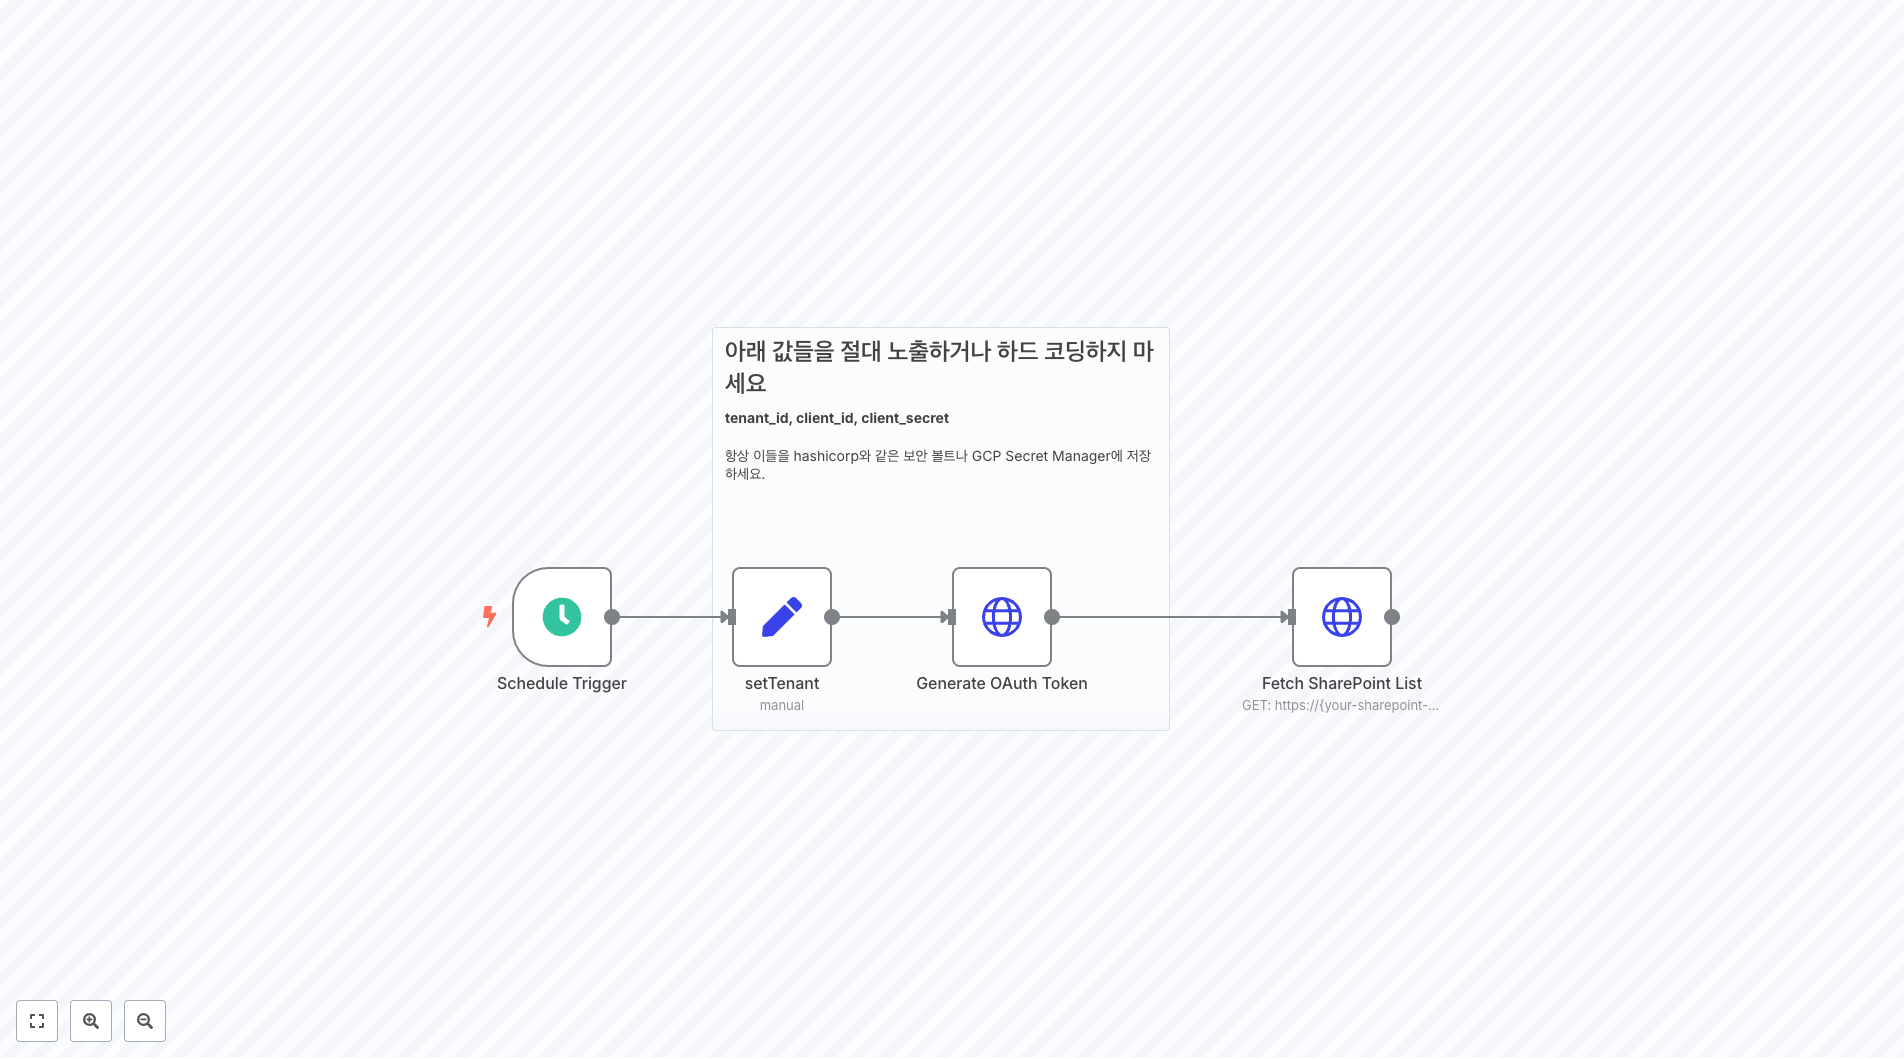 아래 값들을 절대 노출하거나 하드 코딩하지 마
세요
tenant_id, client_id, client_secret
항상 이들을 hashicorp와 같은 보안 볼트나 GCP Secret Manager에 저장
하세요.
Schedule Trigger
setTenant
manual
Generate OAuth Token
Fetch SharePoint List
GET: https://{your-sharepoint-...